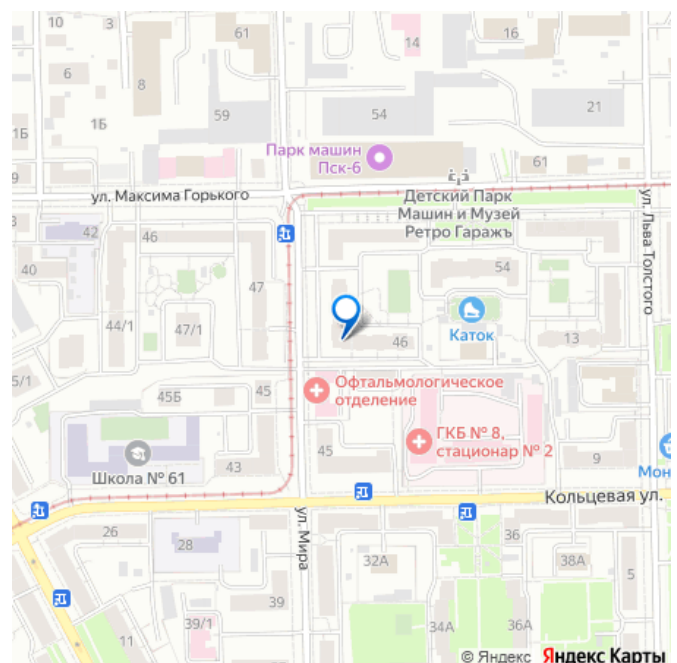 10
3
61
14
16
6
8
59
54
21
1Б
1Б
Парк машин
Пск-6
61
9
ул. Максима Горького
Детский Парк
Машин и Музей
Ретро Гаражъ
ул. Льва Толстого
42
46
40
47
54
44/1
47/1
46
Каток
13
5/1
45Б
45
Офтальмологическое
отделение
ГКБ № 8,
стационар № 2
Школа № 61
43
45
9
Мон
Кольцевая ул.
26
28
ул. Мира
32А
36
38А
5
39
39/1
11
34А
36А
© Яндекс Яндекс Карты